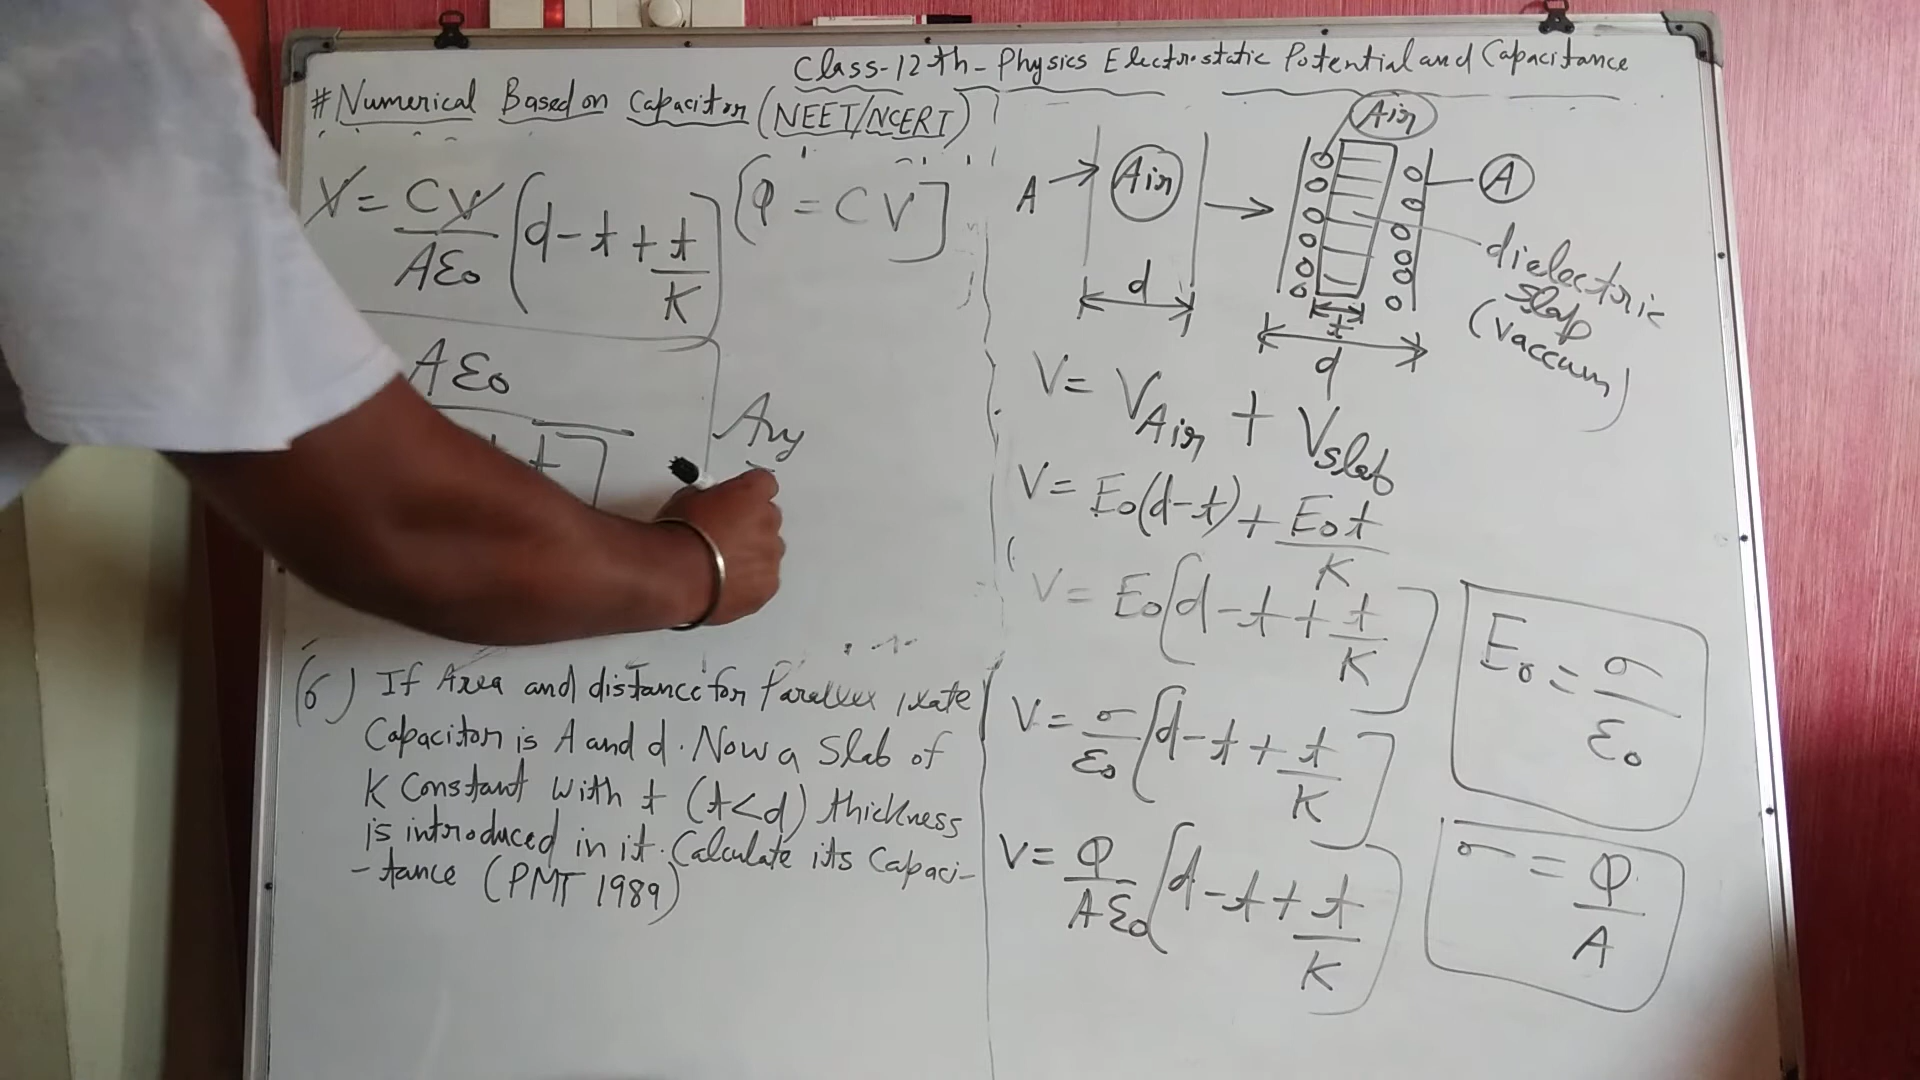 Class-12th-Physics Electrostatic Potential and Capacitance
# Numerical Based on Capacitor (NEET/NCERT)
V = CV/Aε₀ [d - t + t/K] [Q = CV]
Aε₀
t
Ans
(6) If Area and distance for Parallel plate
Capacitor is A and d. Now a Slab of
K Constant with t (t<d) thickness
is introduced in it. Calculate its Capaci-
-tance (PMT 1989)
A → Air → Air A
d
t
d
dielectric
slab
(vaccum)
V = V Air + V slab
V = E₀(d-t) + E₀t/K
V = E₀[d - t + t/K]
V = σ/ε₀ [d - t + t/K]
V = Q/Aε₀ [d - t + t/K]
E₀ = σ/ε₀
σ = Q/A